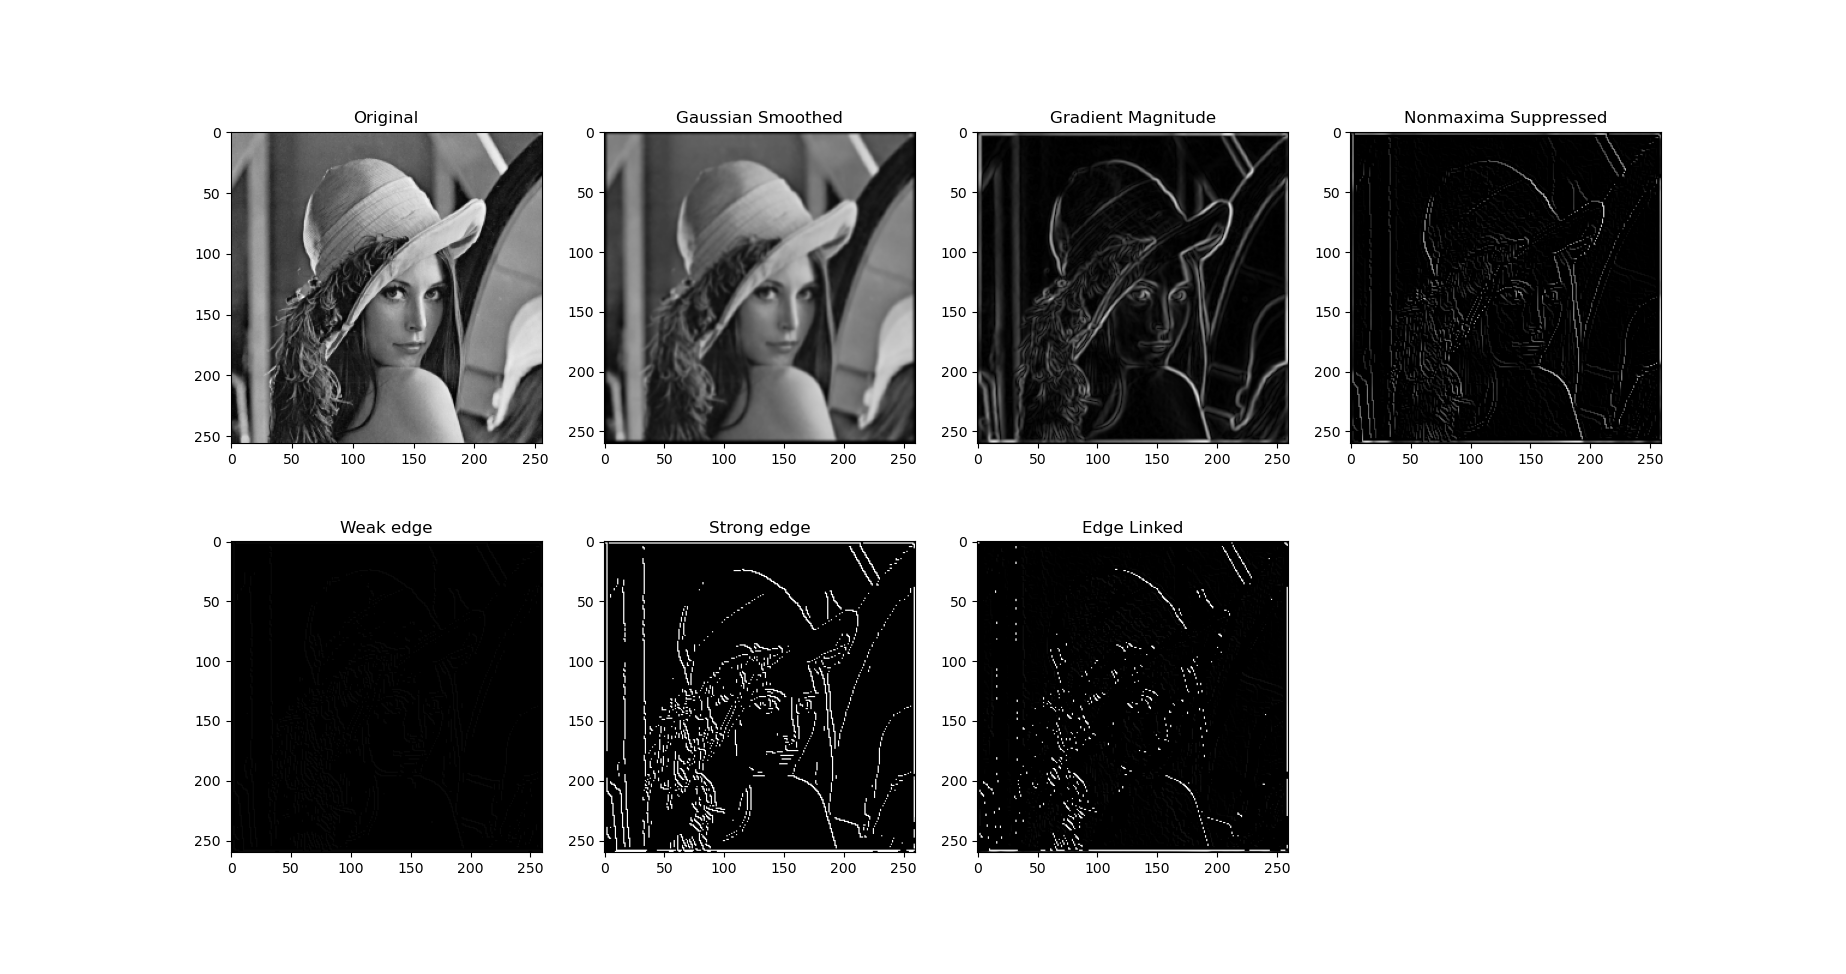 Original Gaussian Smoothed Gradient Magnitude Nonmaxima Suppressed
0 0 0 0
50 50 50 50
100 100 100 100
150 150 150 150
200 200 200 200
250 250 250 250
0 50 100 150 200 250 0 50 100 150 200 250 0 50 100 150 200 250 0 50 100 150 200 250
Weak edge Strong edge Edge Linked
0 0 0
50 50 50
100 100 100
150 150 150
200 200 200
250 250 250
0 50 100 150 200 250 0 50 100 150 200 250 0 50 100 150 200 250